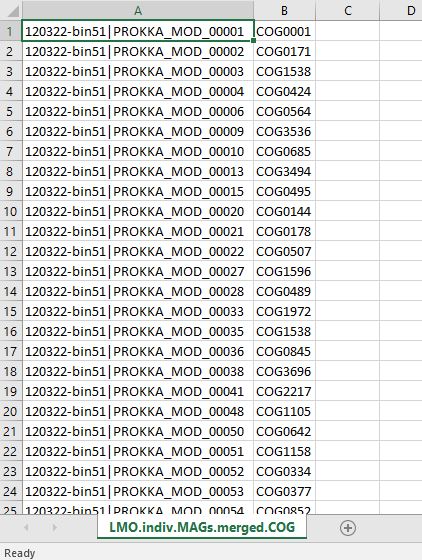 A B C D
1 120322-bin51|PROKKA_MOD_00001 COG0001
2 120322-bin51|PROKKA_MOD_00002 COG0171
3 120322-bin51|PROKKA_MOD_00003 COG1538
4 120322-bin51|PROKKA_MOD_00004 COG0424
5 120322-bin51|PROKKA_MOD_00006 COG0564
6 120322-bin51|PROKKA_MOD_00009 COG3536
7 120322-bin51|PROKKA_MOD_00010 COG0685
8 120322-bin51|PROKKA_MOD_00013 COG3494
9 120322-bin51|PROKKA_MOD_00015 COG0495
10 120322-bin51|PROKKA_MOD_00020 COG0144
11 120322-bin51|PROKKA_MOD_00021 COG0178
12 120322-bin51|PROKKA_MOD_00022 COG0507
13 120322-bin51|PROKKA_MOD_00027 COG1596
14 120322-bin51|PROKKA_MOD_00028 COG0489
15 120322-bin51|PROKKA_MOD_00033 COG1972
16 120322-bin51|PROKKA_MOD_00035 COG1538
17 120322-bin51|PROKKA_MOD_00036 COG0845
18 120322-bin51|PROKKA_MOD_00038 COG3696
19 120322-bin51|PROKKA_MOD_00041 COG2217
20 120322-bin51|PROKKA_MOD_00048 COG1105
21 120322-bin51|PROKKA_MOD_00050 COG0642
22 120322-bin51|PROKKA_MOD_00051 COG1158
23 120322-bin51|PROKKA_MOD_00052 COG0334
24 120322-bin51|PROKKA_MOD_00053 COG0377
25 120322-bin51|PROKKA_MOD_00054 COG0852
LMO.indiv.MAGs.merged.COG
Ready